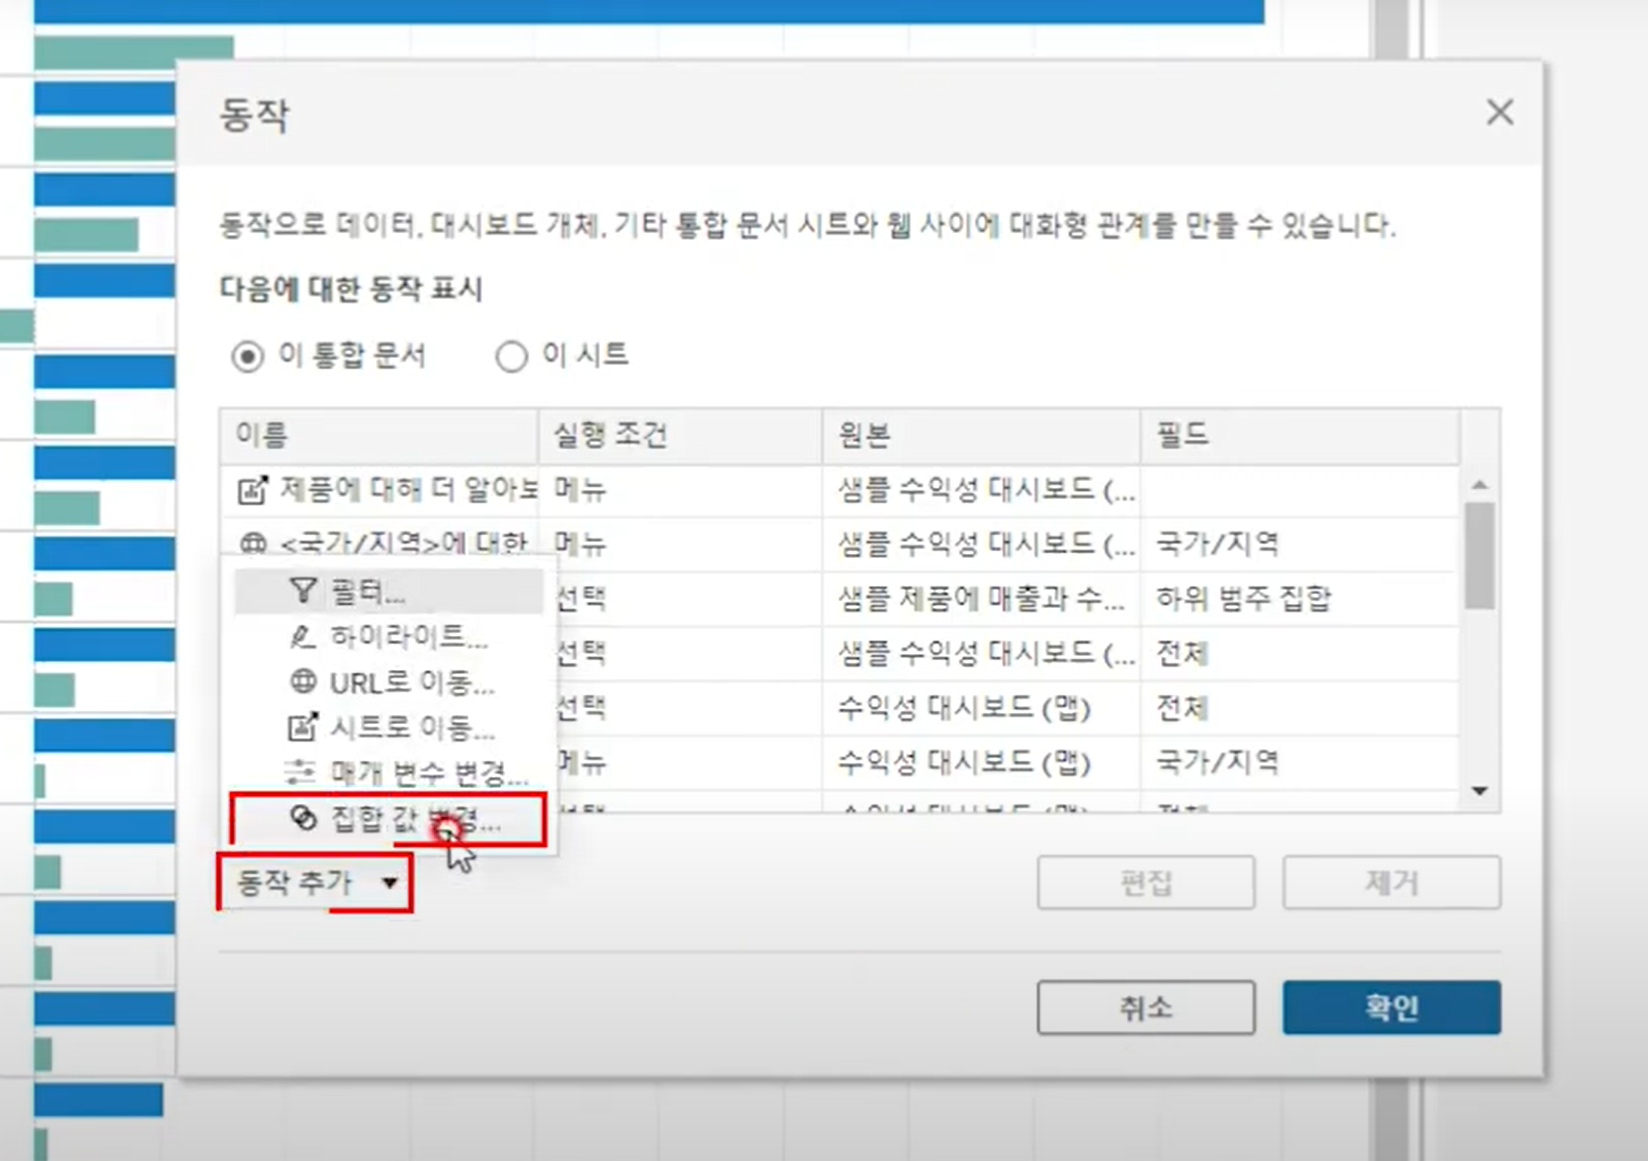 동작
동작으로 데이터, 대시보드 개체, 기타 통합 문서 시트와 웹 사이에 대화형 관계를 만들 수 있습니다.
다음에 대한 동작 표시
이 통합 문서 이 시트
이름 실행 조건 원본 필드
제품에 대해 더 알아보 메뉴 샘플 수익성 대시보드 (...
<국가/지역>에 대한 메뉴 샘플 수익성 대시보드 (... 국가/지역
선택 샘플 제품에 매출과 수... 하위 범주 집합
선택 샘플 수익성 대시보드 (... 전체
선택 수익성 대시보드 (맵) 전체
메뉴 수익성 대시보드 (맵) 국가/지역
필터...
하이라이트...
URL로 이동...
시트로 이동...
매개 변수 변경...
집합 값 변경...
동작 추가
편집 제거
취소 확인